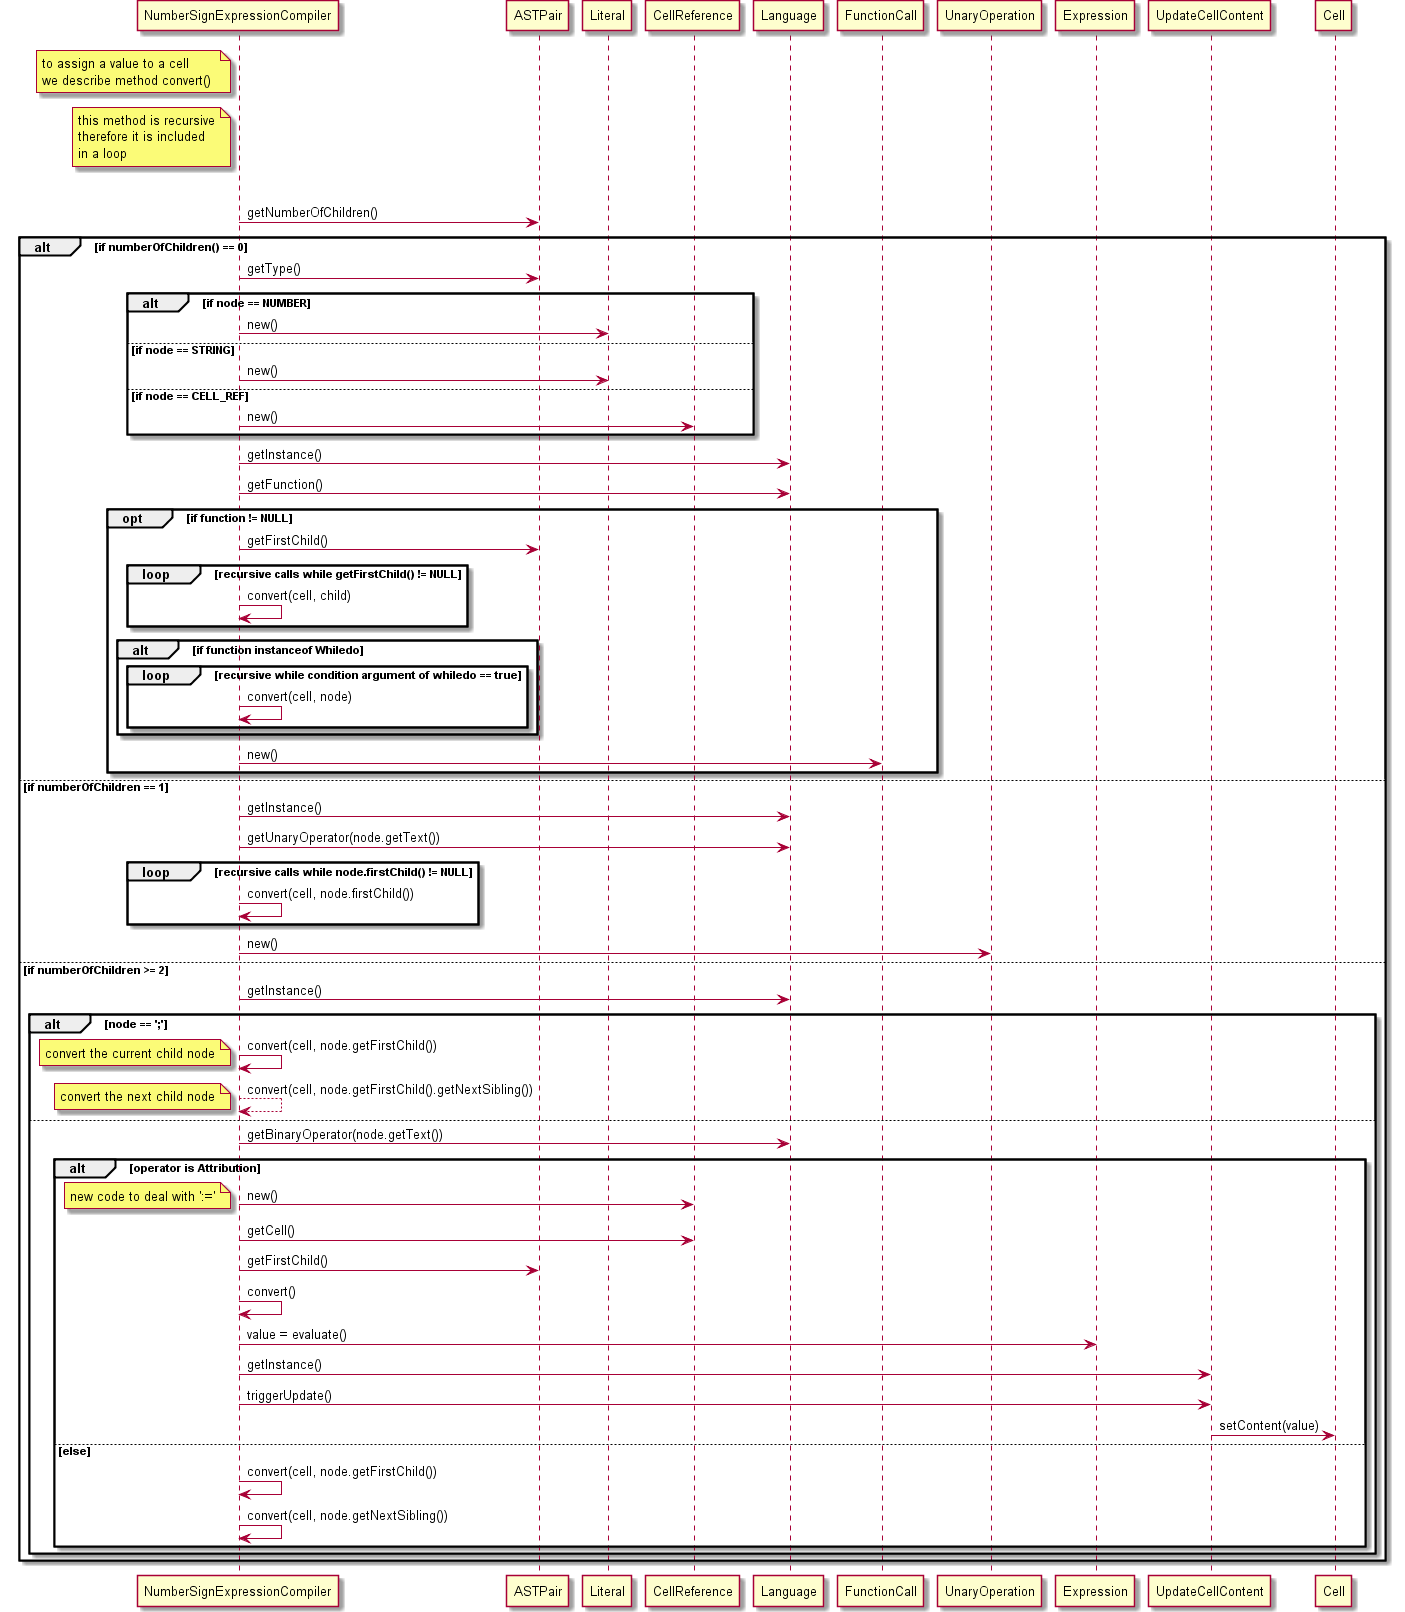 NumberSignExpressionCompiler ASTPair Literal CellReference Language FunctionCall UnaryOperation Expression UpdateCellContent Cell
to assign a value to a cell
we describe method convert()
this method is recursive
therefore it is included
in a loop
getNumberOfChildren()
alt [if numberOfChildren() == 0]
getType()
alt [if node == NUMBER]
new()
[if node == STRING]
new()
[if node == CELL_REF]
new()
getInstance()
getFunction()
opt [if function != NULL]
getFirstChild()
loop [recursive calls while getFirstChild() != NULL]
convert(cell, child)
alt [if function instanceof Whiledo]
loop [recursive while condition argument of whiledo == true]
convert(cell, node)
new()
[if numberOfChildren == 1]
getInstance()
getUnaryOperator(node.getText())
loop [recursive calls while node.firstChild() != NULL]
convert(cell, node.firstChild())
new()
[if numberOfChildren >= 2]
getInstance()
alt [node == ';']
convert the current child node convert(cell, node.getFirstChild())
convert the next child node convert(cell, node.getFirstChild().getNextSibling())
getBinaryOperator(node.getText())
alt [operator is Attribution]
new code to deal with ':=' new()
getCell()
getFirstChild()
convert()
value = evaluate()
getInstance()
triggerUpdate()
setContent(value)
[else]
convert(cell, node.getFirstChild())
convert(cell, node.getNextSibling())
NumberSignExpressionCompiler ASTPair Literal CellReference Language FunctionCall UnaryOperation Expression UpdateCellContent Cell